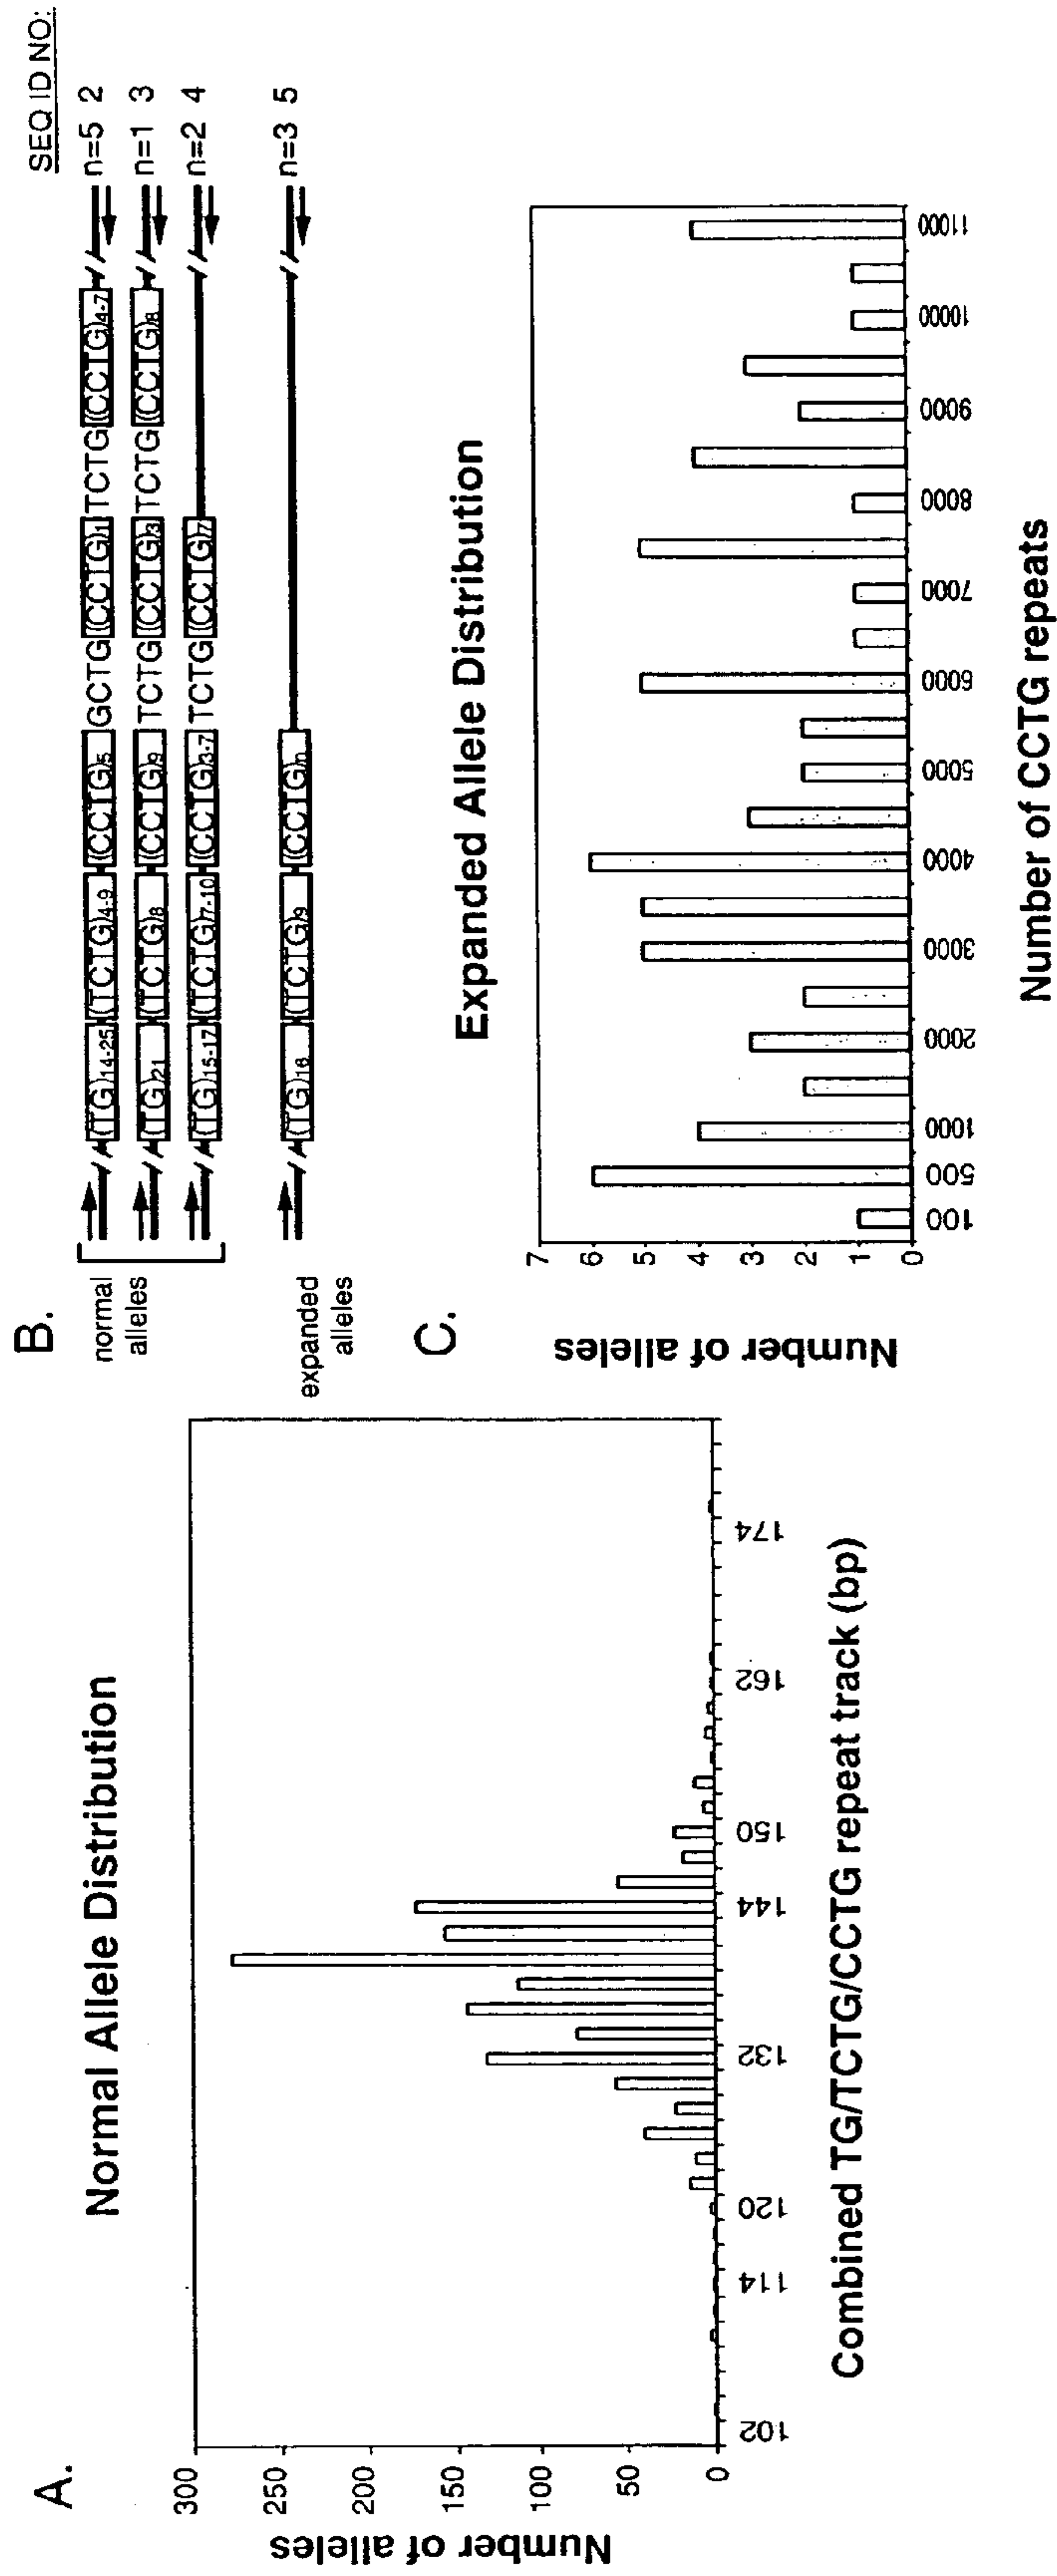 A.
Normal Allele Distribution
Number of alleles
300
250
200
150
100
50
0
102 114 120 132 144 150 162 174
Combined TG/TCTG/CCTG repeat track (bp)
B.
SEQ ID NO:
normal
alleles
(TG)14-25 (TCTG)4-9 (CCTG)5 GCTG (CCTG)1 TCTG (CCTG)4-7 n=5 2
(TG)21 (TCTG)8 (CCTG)9 TCTG (CCTG)3 TCTG (CCTG)8 n=1 3
(TG)15-17 (TCTG)7-10 (CCTG)3-7 TCTG (CCTG)7 n=2 4
expanded
alleles
(TG)16 (TCTG)9 (CCTG)n n=3 5
C.
Expanded Allele Distribution
Number of alleles
7
6
5
4
3
2
1
0
100 500 1000 2000 3000 4000 5000 6000 7000 8000 9000 10000 11000
Number of CCTG repeats